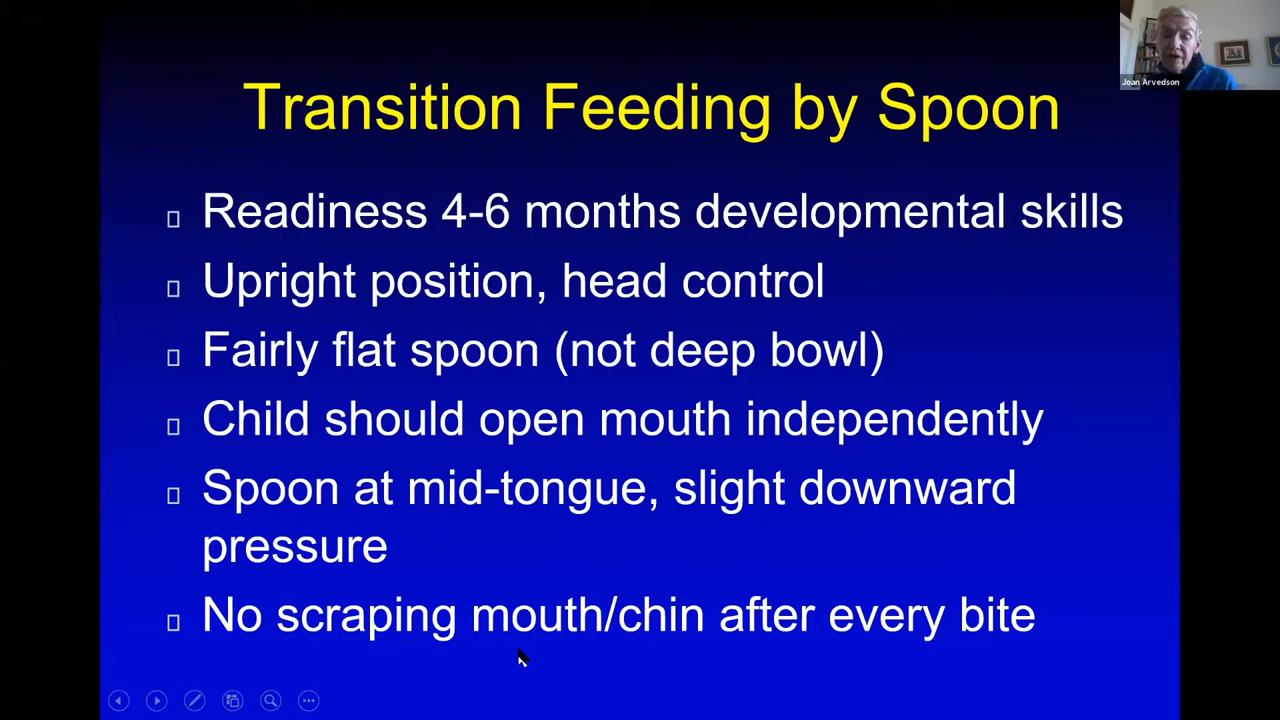 Joan Arvedson
Transition Feeding by Spoon
Readiness 4-6 months developmental skills
Upright position, head control
Fairly flat spoon (not deep bowl)
Child should open mouth independently
Spoon at mid-tongue, slight downward
pressure
No scraping mouth/chin after every bite